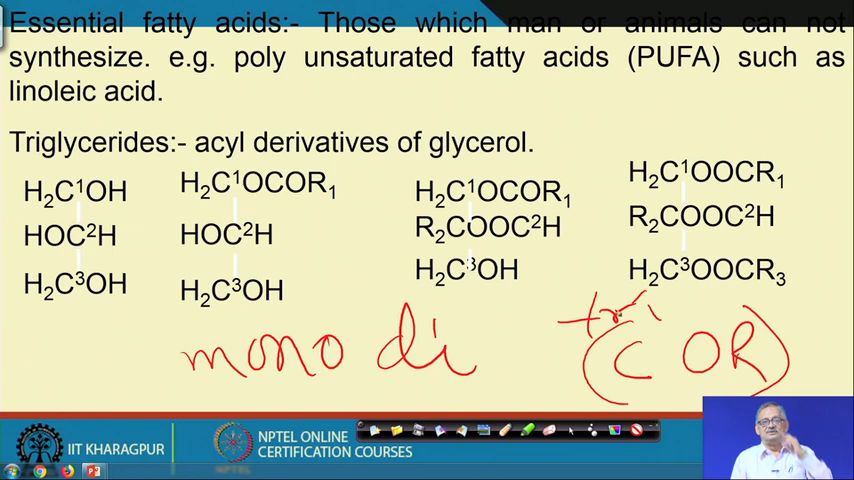 Essential fatty acids:- Those which man or animals can not
synthesize. e.g. poly unsaturated fatty acids (PUFA) such as
linoleic acid.
Triglycerides:- acyl derivatives of glycerol.
H₂C¹OH
HOC²H
H₂C³OH
H₂C¹OCOR₁
HOC²H
H₂C³OH
H₂C¹OCOR₁
R₂COOC²H
H₂C³OH
H₂C¹OOCR₁
R₂COOC²H
H₂C³OOCR₃
mono di tri
(COR)
IIT KHARAGPUR
NPTEL ONLINE
CERTIFICATION COURSES
NPTEL